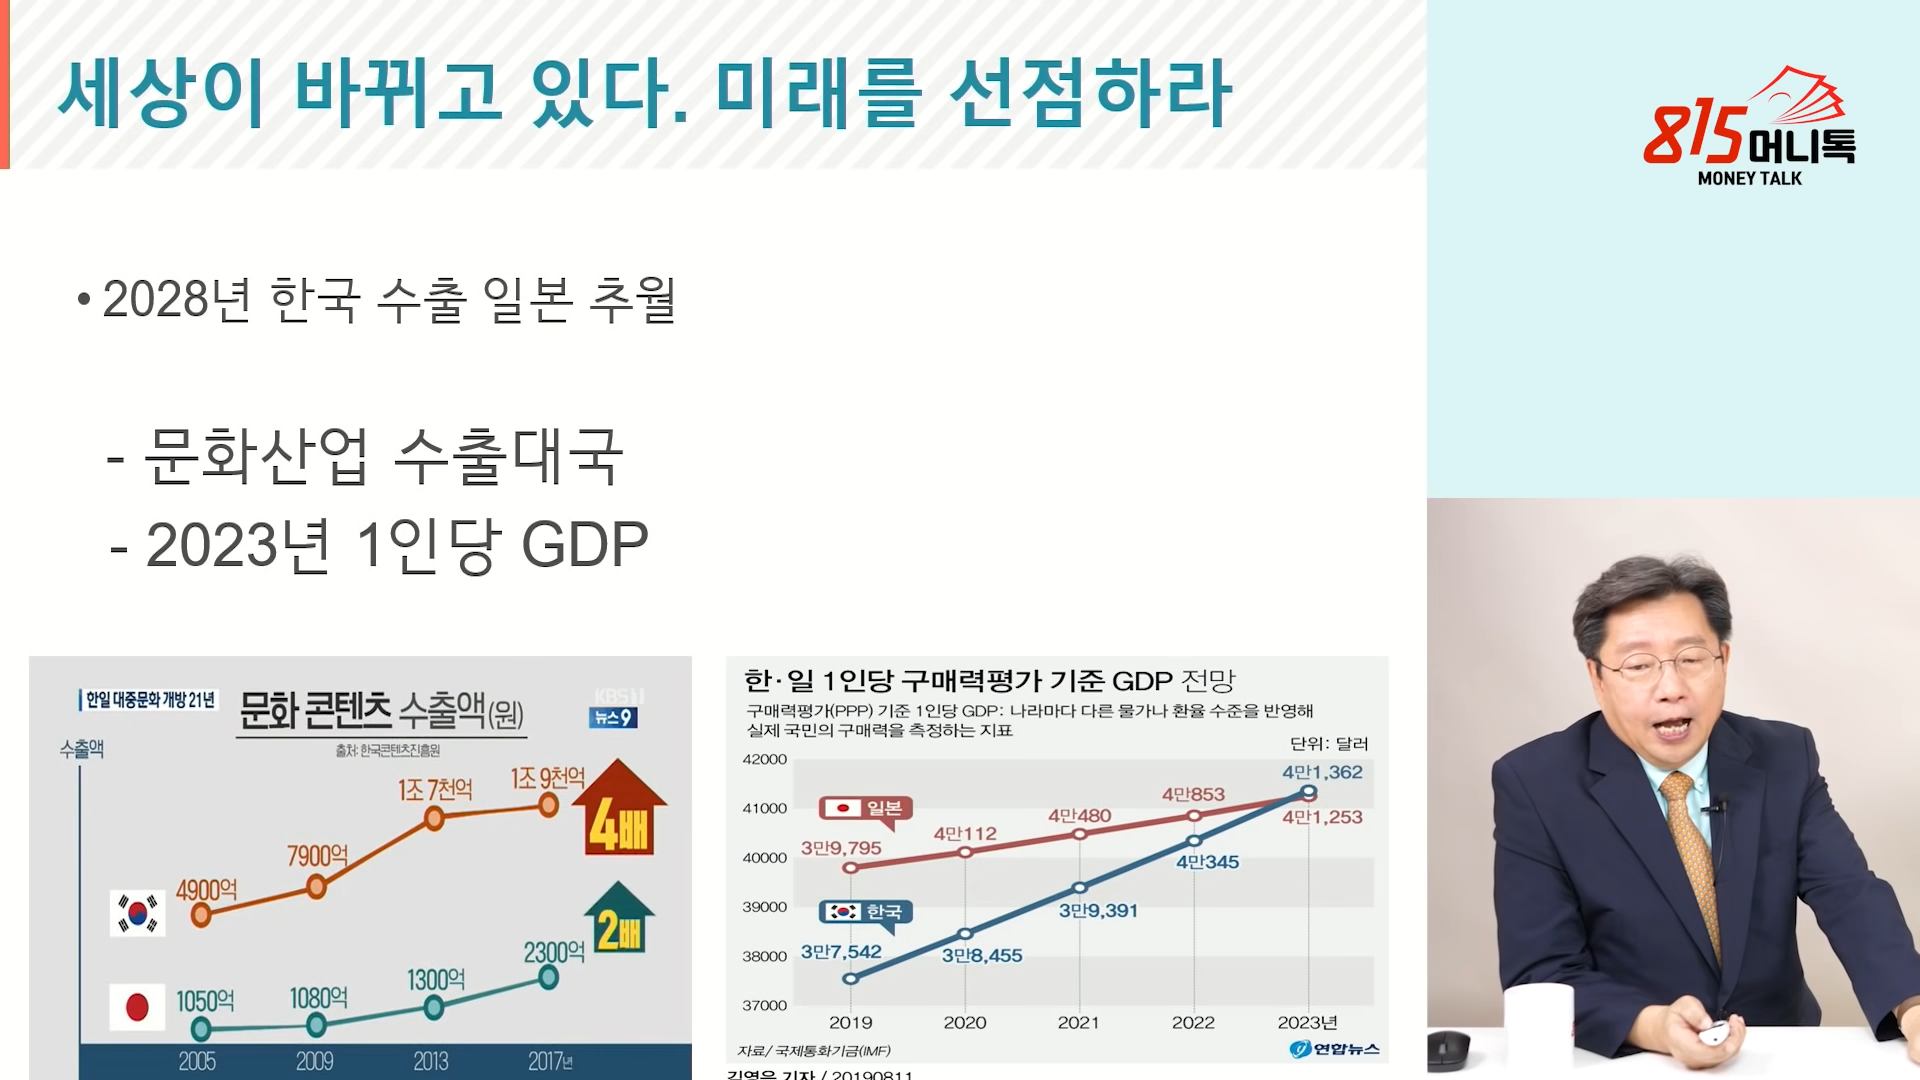 세상이 바뀌고 있다. 미래를 선점하라
815머니톡
MONEY TALK
• 2028년 한국 수출 일본 추월
- 문화산업 수출대국
- 2023년 1인당 GDP
한일 대중문화 개방 21년
문화 콘텐츠 수출액(원)
KBS 1
뉴스 9
출처: 한국콘텐츠진흥원
수출액
4900억
7900억
1조 7천억
1조 9천억
4배
1050억
1080억
1300억
2300억
2배
2005
2009
2013
2017년
한·일 1인당 구매력평가 기준 GDP 전망
구매력평가(PPP) 기준 1인당 GDP: 나라마다 다른 물가나 환율 수준을 반영해
실제 국민의 구매력을 측정하는 지표
단위: 달러
42000
41000
40000
39000
38000
37000
일본
3만9,795
4만112
4만480
4만853
4만1,253
한국
3만7,542
3만8,455
3만9,391
4만345
4만1,362
2019
2020
2021
2022
2023년
자료/ 국제통화기금(IMF)
연합뉴스
기자 / 20190811